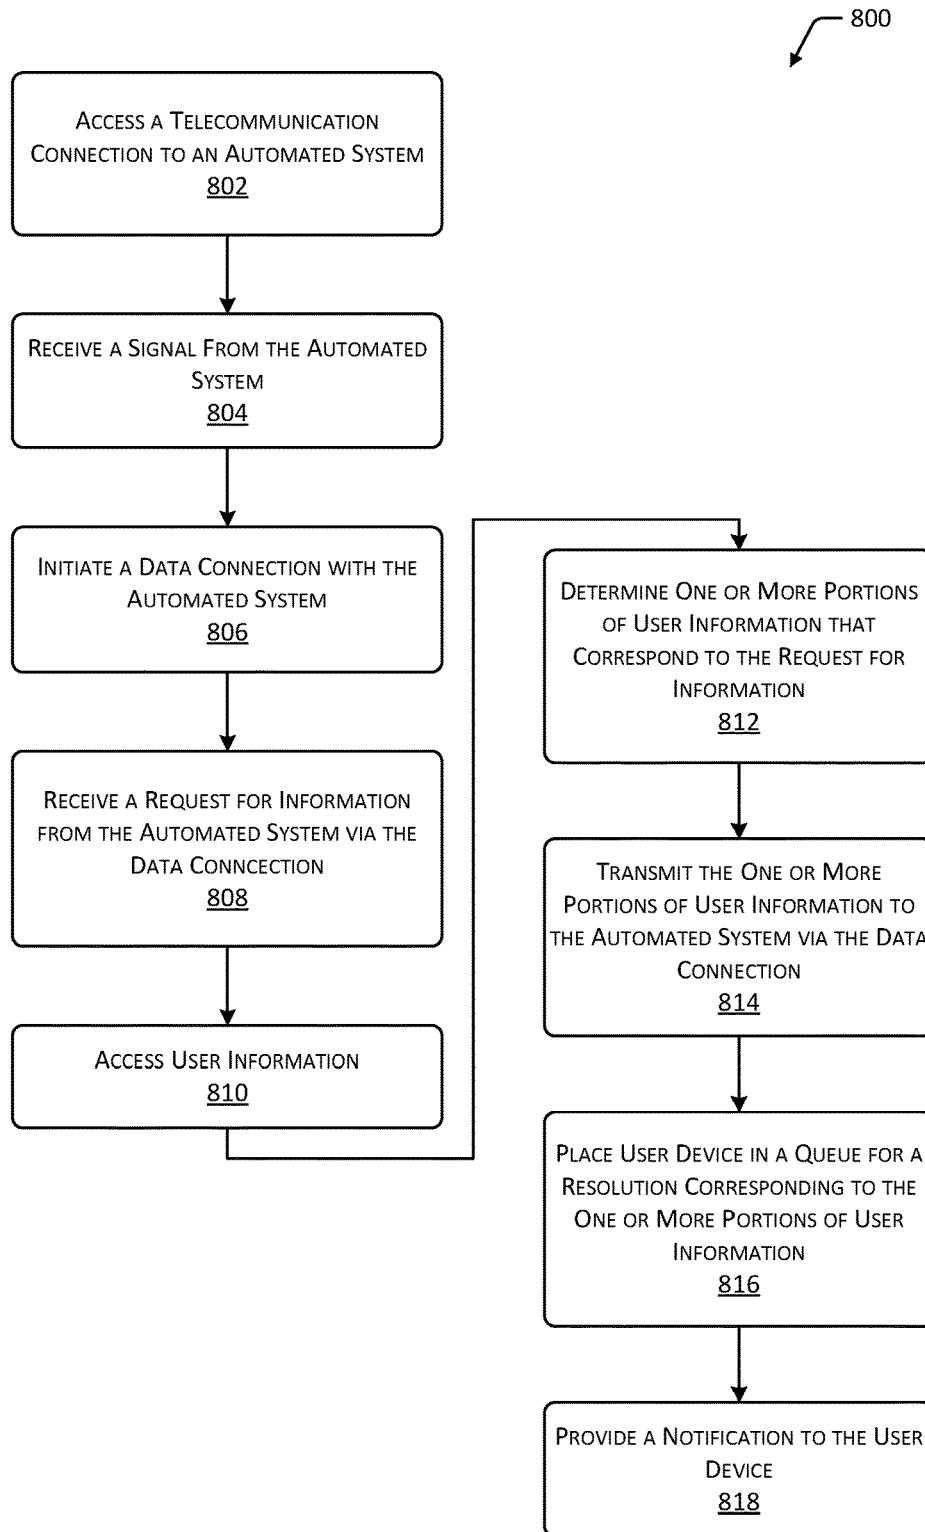 800
ACCESS A TELECOMMUNICATION
CONNECTION TO AN AUTOMATED SYSTEM
802
RECEIVE A SIGNAL FROM THE AUTOMATED
SYSTEM
804
INITIATE A DATA CONNECTION WITH THE
AUTOMATED SYSTEM
806
RECEIVE A REQUEST FOR INFORMATION
FROM THE AUTOMATED SYSTEM VIA THE
DATA CONNCECTION
808
ACCESS USER INFORMATION
810
DETERMINE ONE OR MORE PORTIONS
OF USER INFORMATION THAT
CORRESPOND TO THE REQUEST FOR
INFORMATION
812
TRANSMIT THE ONE OR MORE
PORTIONS OF USER INFORMATION TO
THE AUTOMATED SYSTEM VIA THE DATA
CONNECTION
814
PLACE USER DEVICE IN A QUEUE FOR A
RESOLUTION CORRESPONDING TO THE
ONE OR MORE PORTIONS OF USER
INFORMATION
816
PROVIDE A NOTIFICATION TO THE USER
DEVICE
818